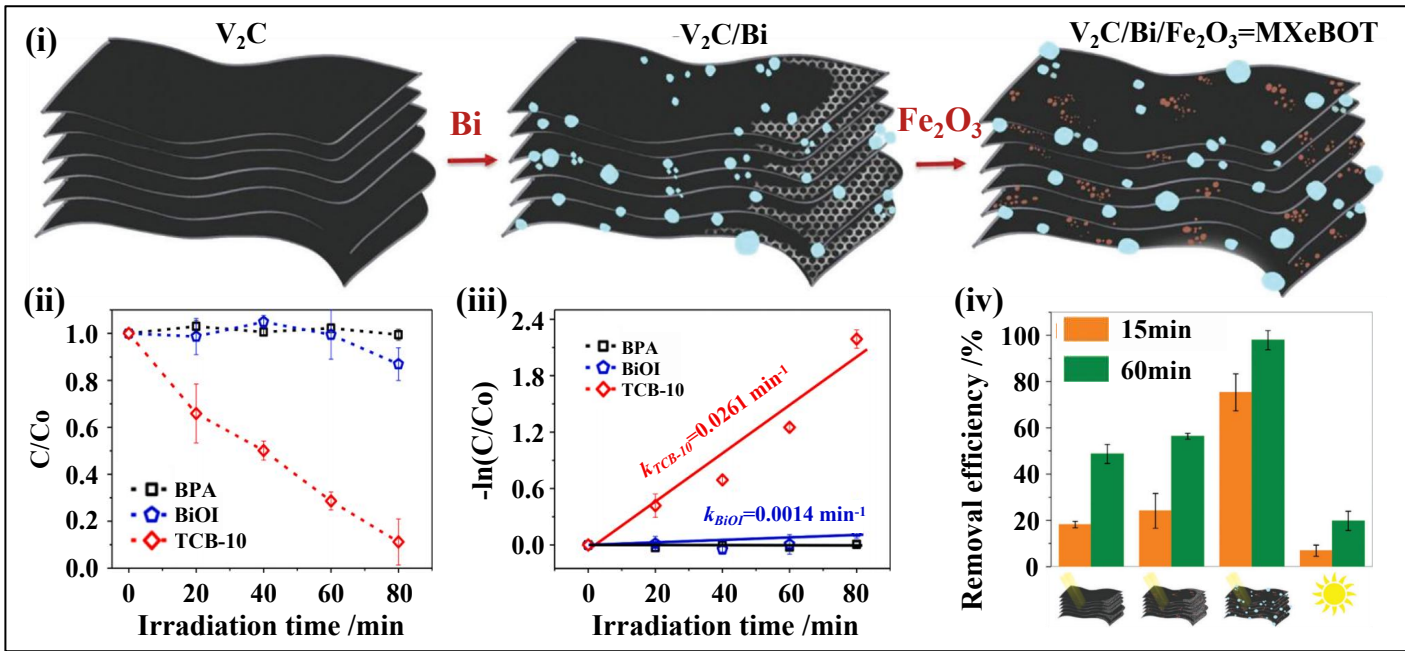 (i)
V₂C
-V₂C/Bi
V₂C/Bi/Fe₂O₃=MXeBOT
Bi
Fe₂O₃
(ii)
C/Co
1.0
0.8
0.6
0.4
0.2
0.0
BPA
BiOI
TCB-10
0 20 40 60 80
Irradiation time /min
(iii)
-ln(C/Co)
2.4
1.8
1.2
0.6
0.0
BPA
BiOI
TCB-10
k_TCB-10=0.0261 min⁻¹
k_BiOI=0.0014 min⁻¹
0 20 40 60 80
Irradiation time /min
(iv)
Removal efficiency /%
100
80
60
40
20
0
15min
60min